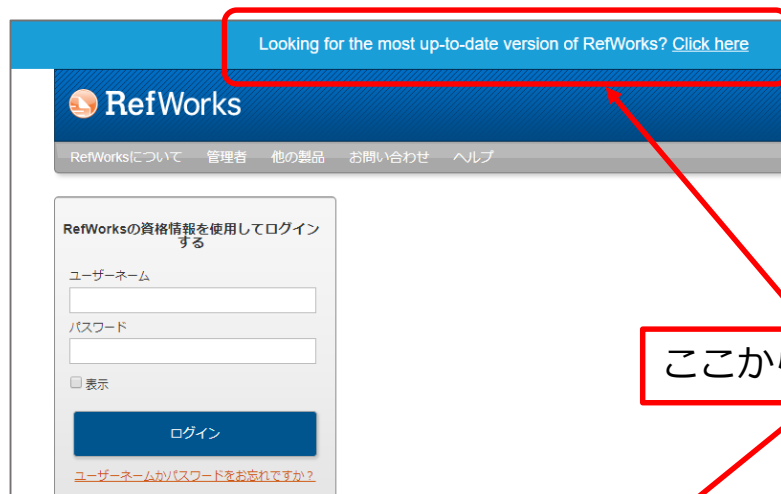 Looking for the most up-to-date version of RefWorks? Click here
RefWorks
RefWorksについて 管理者 他の製品 お問い合わせ ヘルプ
RefWorksの資格情報を使用してログイン
する
ユーザーネーム
パスワード
表示
ログイン
ユーザーネームかパスワードをお忘れですか?
ここか